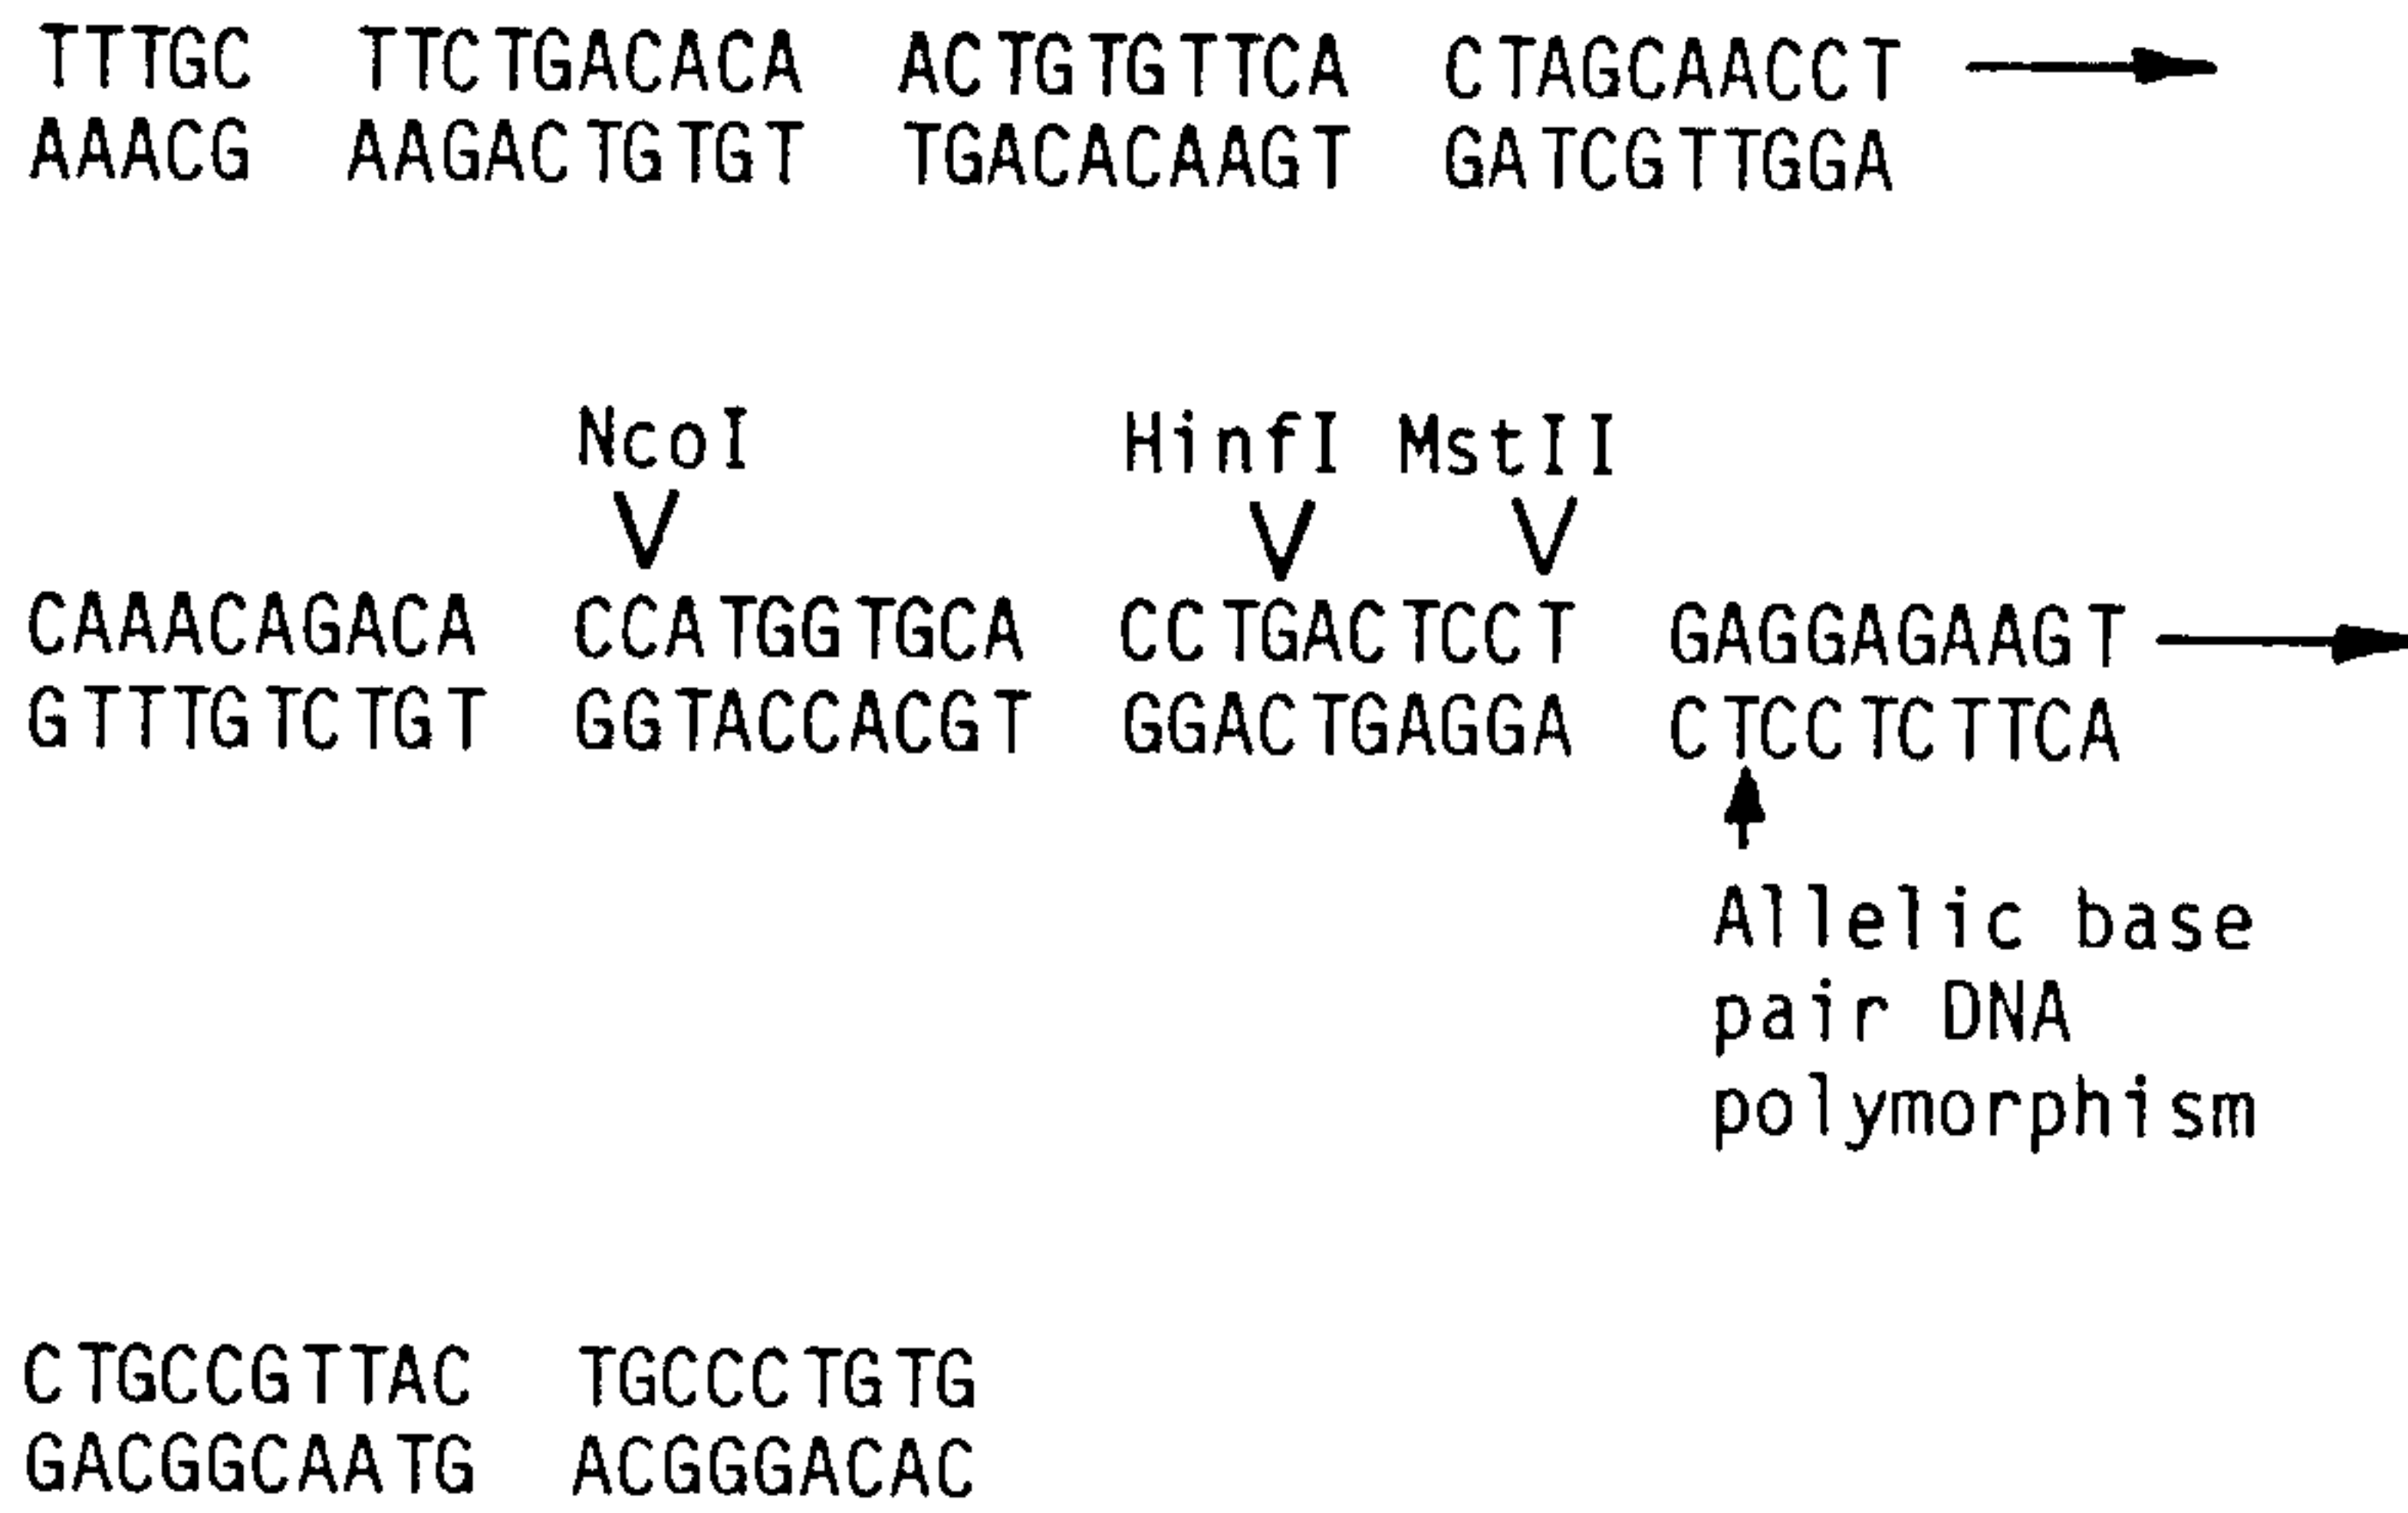 TTTGC TTCTGACACA ACTGTGTTCA CTAGCAACCT
AAACG AAGACTGTGT TGACACAAGT GATCGTTGGA
NcoI HinfI MstII
CAAACAGACA CCATGGTGCA CCTGACTCCT GAGGAGAAGT
GTTTGTCTGT GGTACCACGT GGACTGAGGA CTCCTCTTCA
Allelic base
pair DNA
polymorphism
CTGCCGTTAC TGCCCTGTG
GACGGCAATG ACGGGACAC